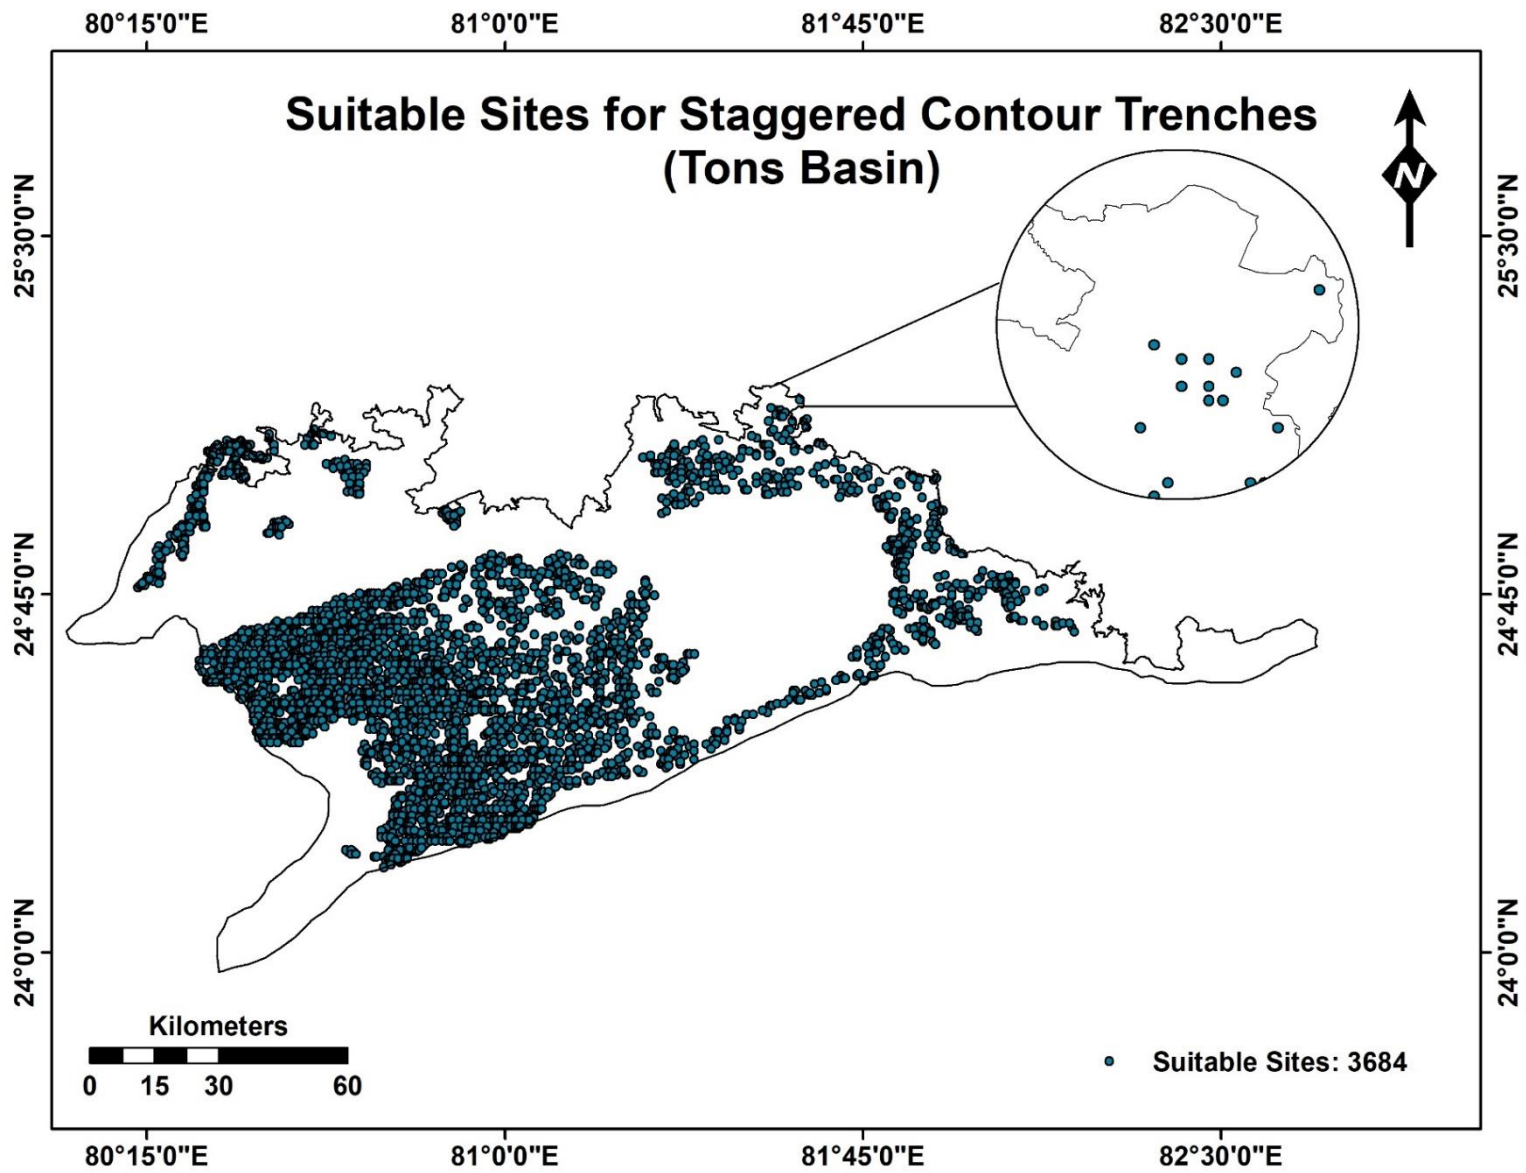 80°15'0"E 81°0'0"E 81°45'0"E 82°30'0"E
Suitable Sites for Staggered Contour Trenches
(Tons Basin)
N
25°30'0"N 25°30'0"N
24°45'0"N 24°45'0"N
24°0'0"N 24°0'0"N
Kilometers
0 15 30 60
Suitable Sites: 3684
80°15'0"E 81°0'0"E 81°45'0"E 82°30'0"E